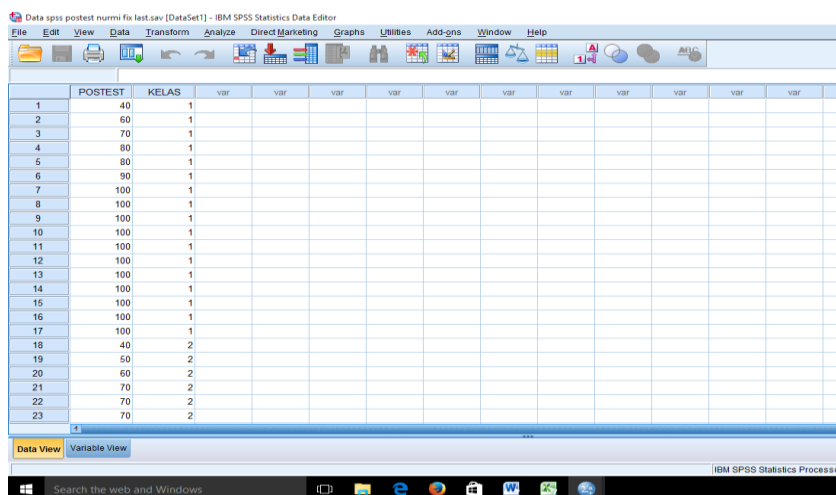 Data spss postest nurmi fix last.sav [DataSet1] - IBM SPSS Statistics Data Editor
File Edit View Data Transform Analyze Direct Marketing Graphs Utilities Add-ons Window Help
POSTEST KELAS var var var var var var var var var var var
1 40 1
2 60 1
3 70 1
4 80 1
5 80 1
6 90 1
7 100 1
8 100 1
9 100 1
10 100 1
11 100 1
12 100 1
13 100 1
14 100 1
15 100 1
16 100 1
17 100 1
18 40 2
19 50 2
20 60 2
21 70 2
22 70 2
23 70 2
Data View Variable View
IBM SPSS Statistics Process
Search the web and Windows